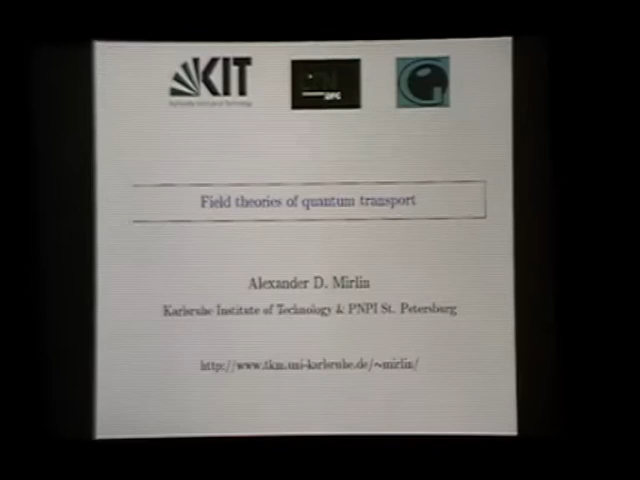 KIT
Field theories of quantum transport
Alexander D. Mirlin
Karlsruhe Institute of Technology & PNPI St. Petersburg
http://www.tkm.uni-karlsruhe.de/~mirlin/